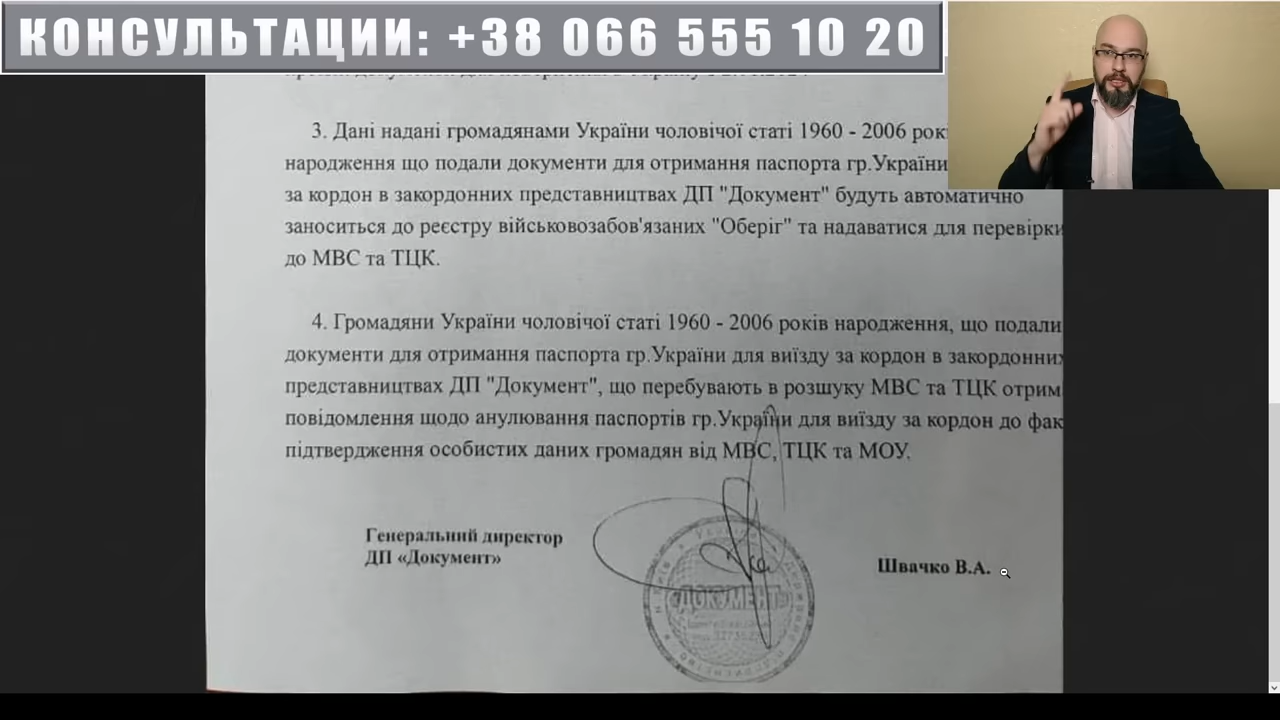 КОНСУЛЬТАЦИИ: +38 066 555 10 20
3. Дані надані громадянами України чоловічої статі 1960 - 2006
народження що подали документи для отримання паспорта гр.України
за кордон в закордонних представництвах ДП "Документ" будуть автоматично
заноситься до реєстру військовозабов'язаних "Оберіг" та надаватися для перевірки
до МВС та ТЦК.
4. Громадяни України чоловічої статі 1960 - 2006 років народження, що подали
документи для отримання паспорта гр.України для виїзду за кордон в закордонних
представництвах ДП "Документ", що перебувають в розшуку МВС та ТЦК отрим
повідомлення щодо анулювання паспортів гр.України для виїзду за кордон до фак
підтвердження особистих даних громадян від МВС, ТЦК та МОУ.
Генеральний директор
ДП «Документ»
Швачко В.А.
ДОКУМЕНТ